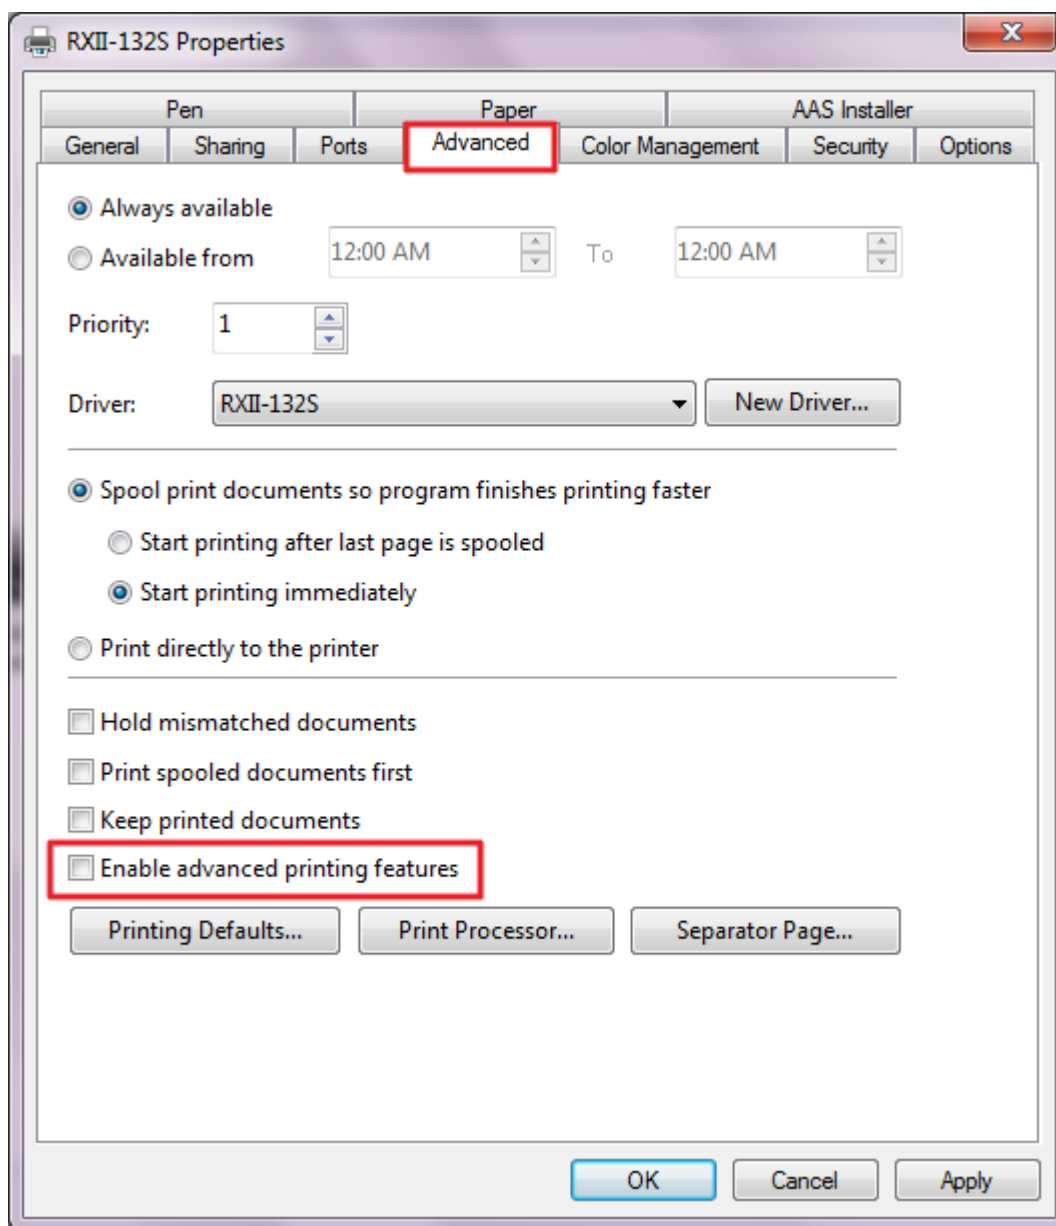 RXII-132S Properties
Pen Paper AAS Installer
General Sharing Ports Advanced Color Management Security Options
Always available
Available from 12:00 AM To 12:00 AM
Priority: 1
Driver: RXII-132S New Driver...
Spool print documents so program finishes printing faster
Start printing after last page is spooled
Start printing immediately
Print directly to the printer
Hold mismatched documents
Print spooled documents first
Keep printed documents
Enable advanced printing features
Printing Defaults... Print Processor... Separator Page...
OK Cancel Apply